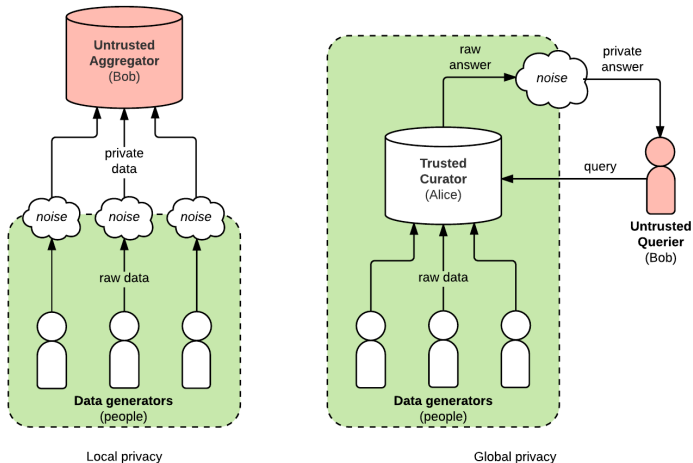 Untrusted
Aggregator
(Bob)
private
data
noise
noise
noise
raw data
Data generators
(people)
Local privacy
raw
answer
noise
private
answer
Trusted
Curator
(Alice)
query
Untrusted
Querier
(Bob)
raw data
Data generators
(people)
Global privacy